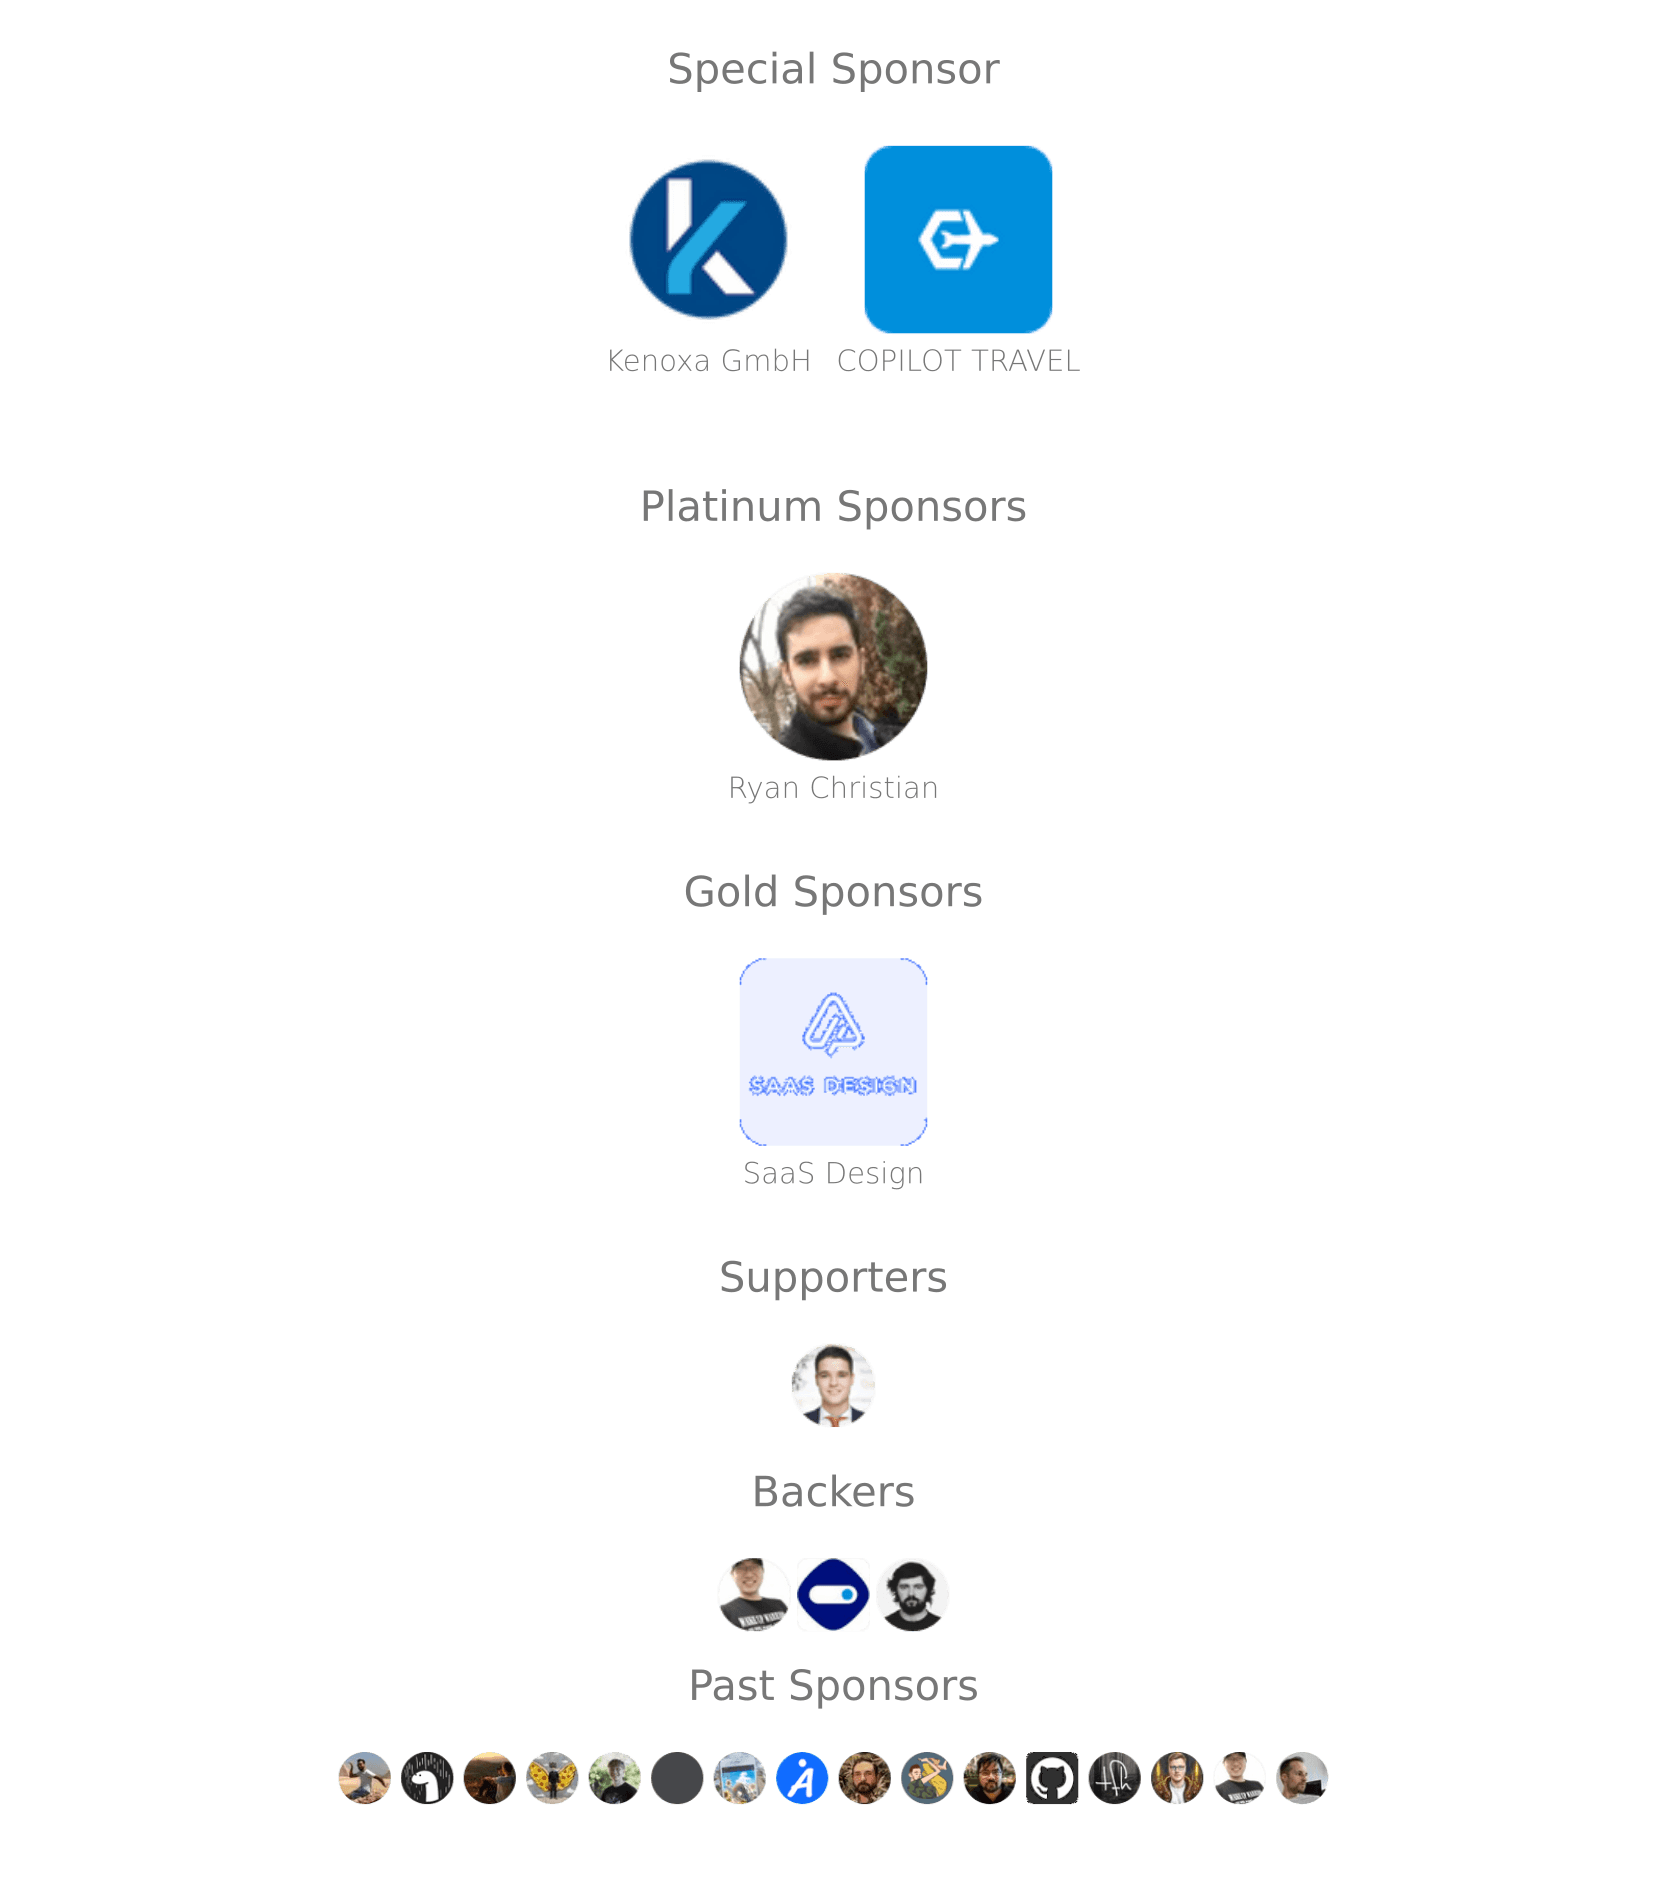 Special Sponsor
Kenoxa GmbH COPILOT TRAVEL
Platinum Sponsors
Ryan Christian
Gold Sponsors
SAAS DESIGN
SaaS Design
Supporters
Backers
Past Sponsors